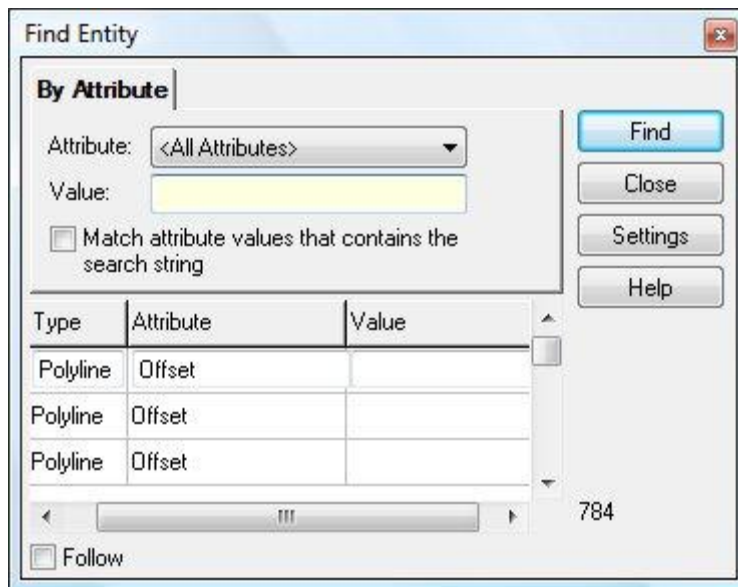 Find Entity
By Attribute
Attribute: <All Attributes>
Find
Value:
Close
Match attribute values that contains the
search string
Settings
Help
Type Attribute Value
Polyline Offset
Polyline Offset
Polyline Offset
784
Follow